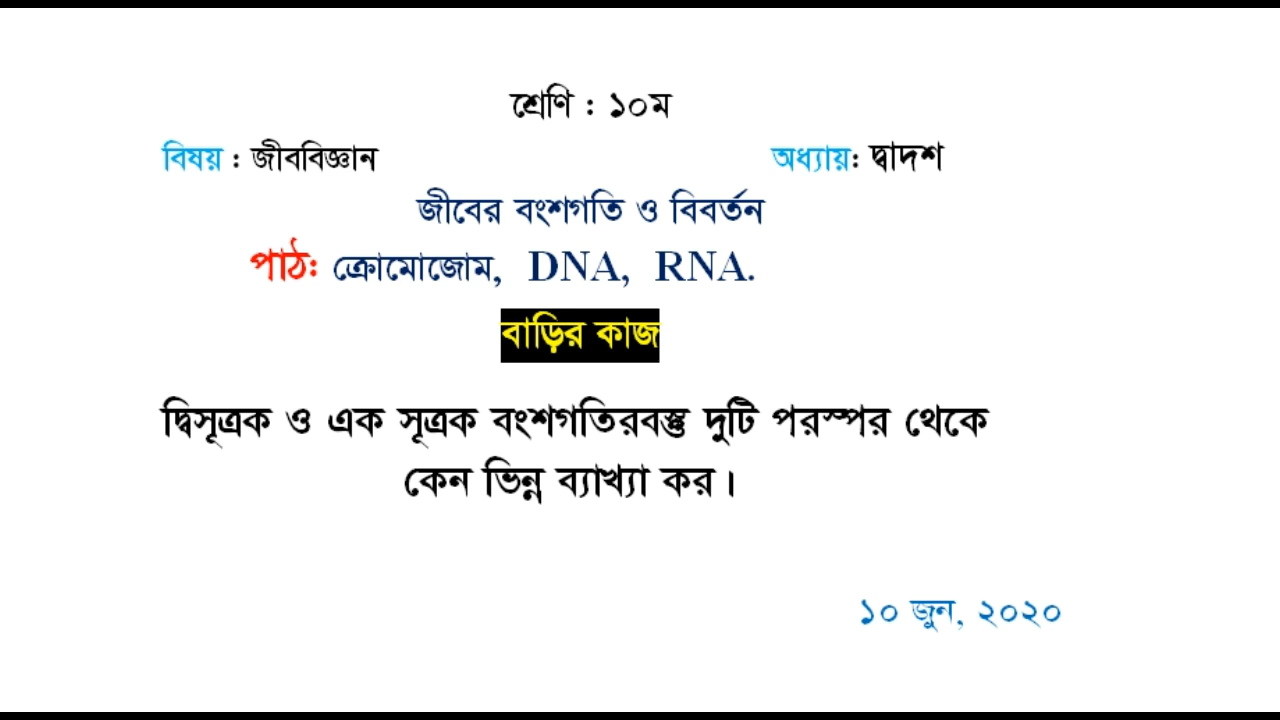 শ্রেণি : ১০ম
বিষয় : জীববিজ্ঞান অধ্যায়: দ্বাদশ
জীবের বংশগতি ও বিবর্তন
পাঠ: ক্রোমোজোম, DNA, RNA.
বাড়ির কাজ
দ্বিসূত্রক ও এক সূত্রক বংশগতিরবস্তু দুটি পরস্পর থেকে
কেন ভিন্ন ব্যাখ্যা কর।
১০ জুন, ২০২০